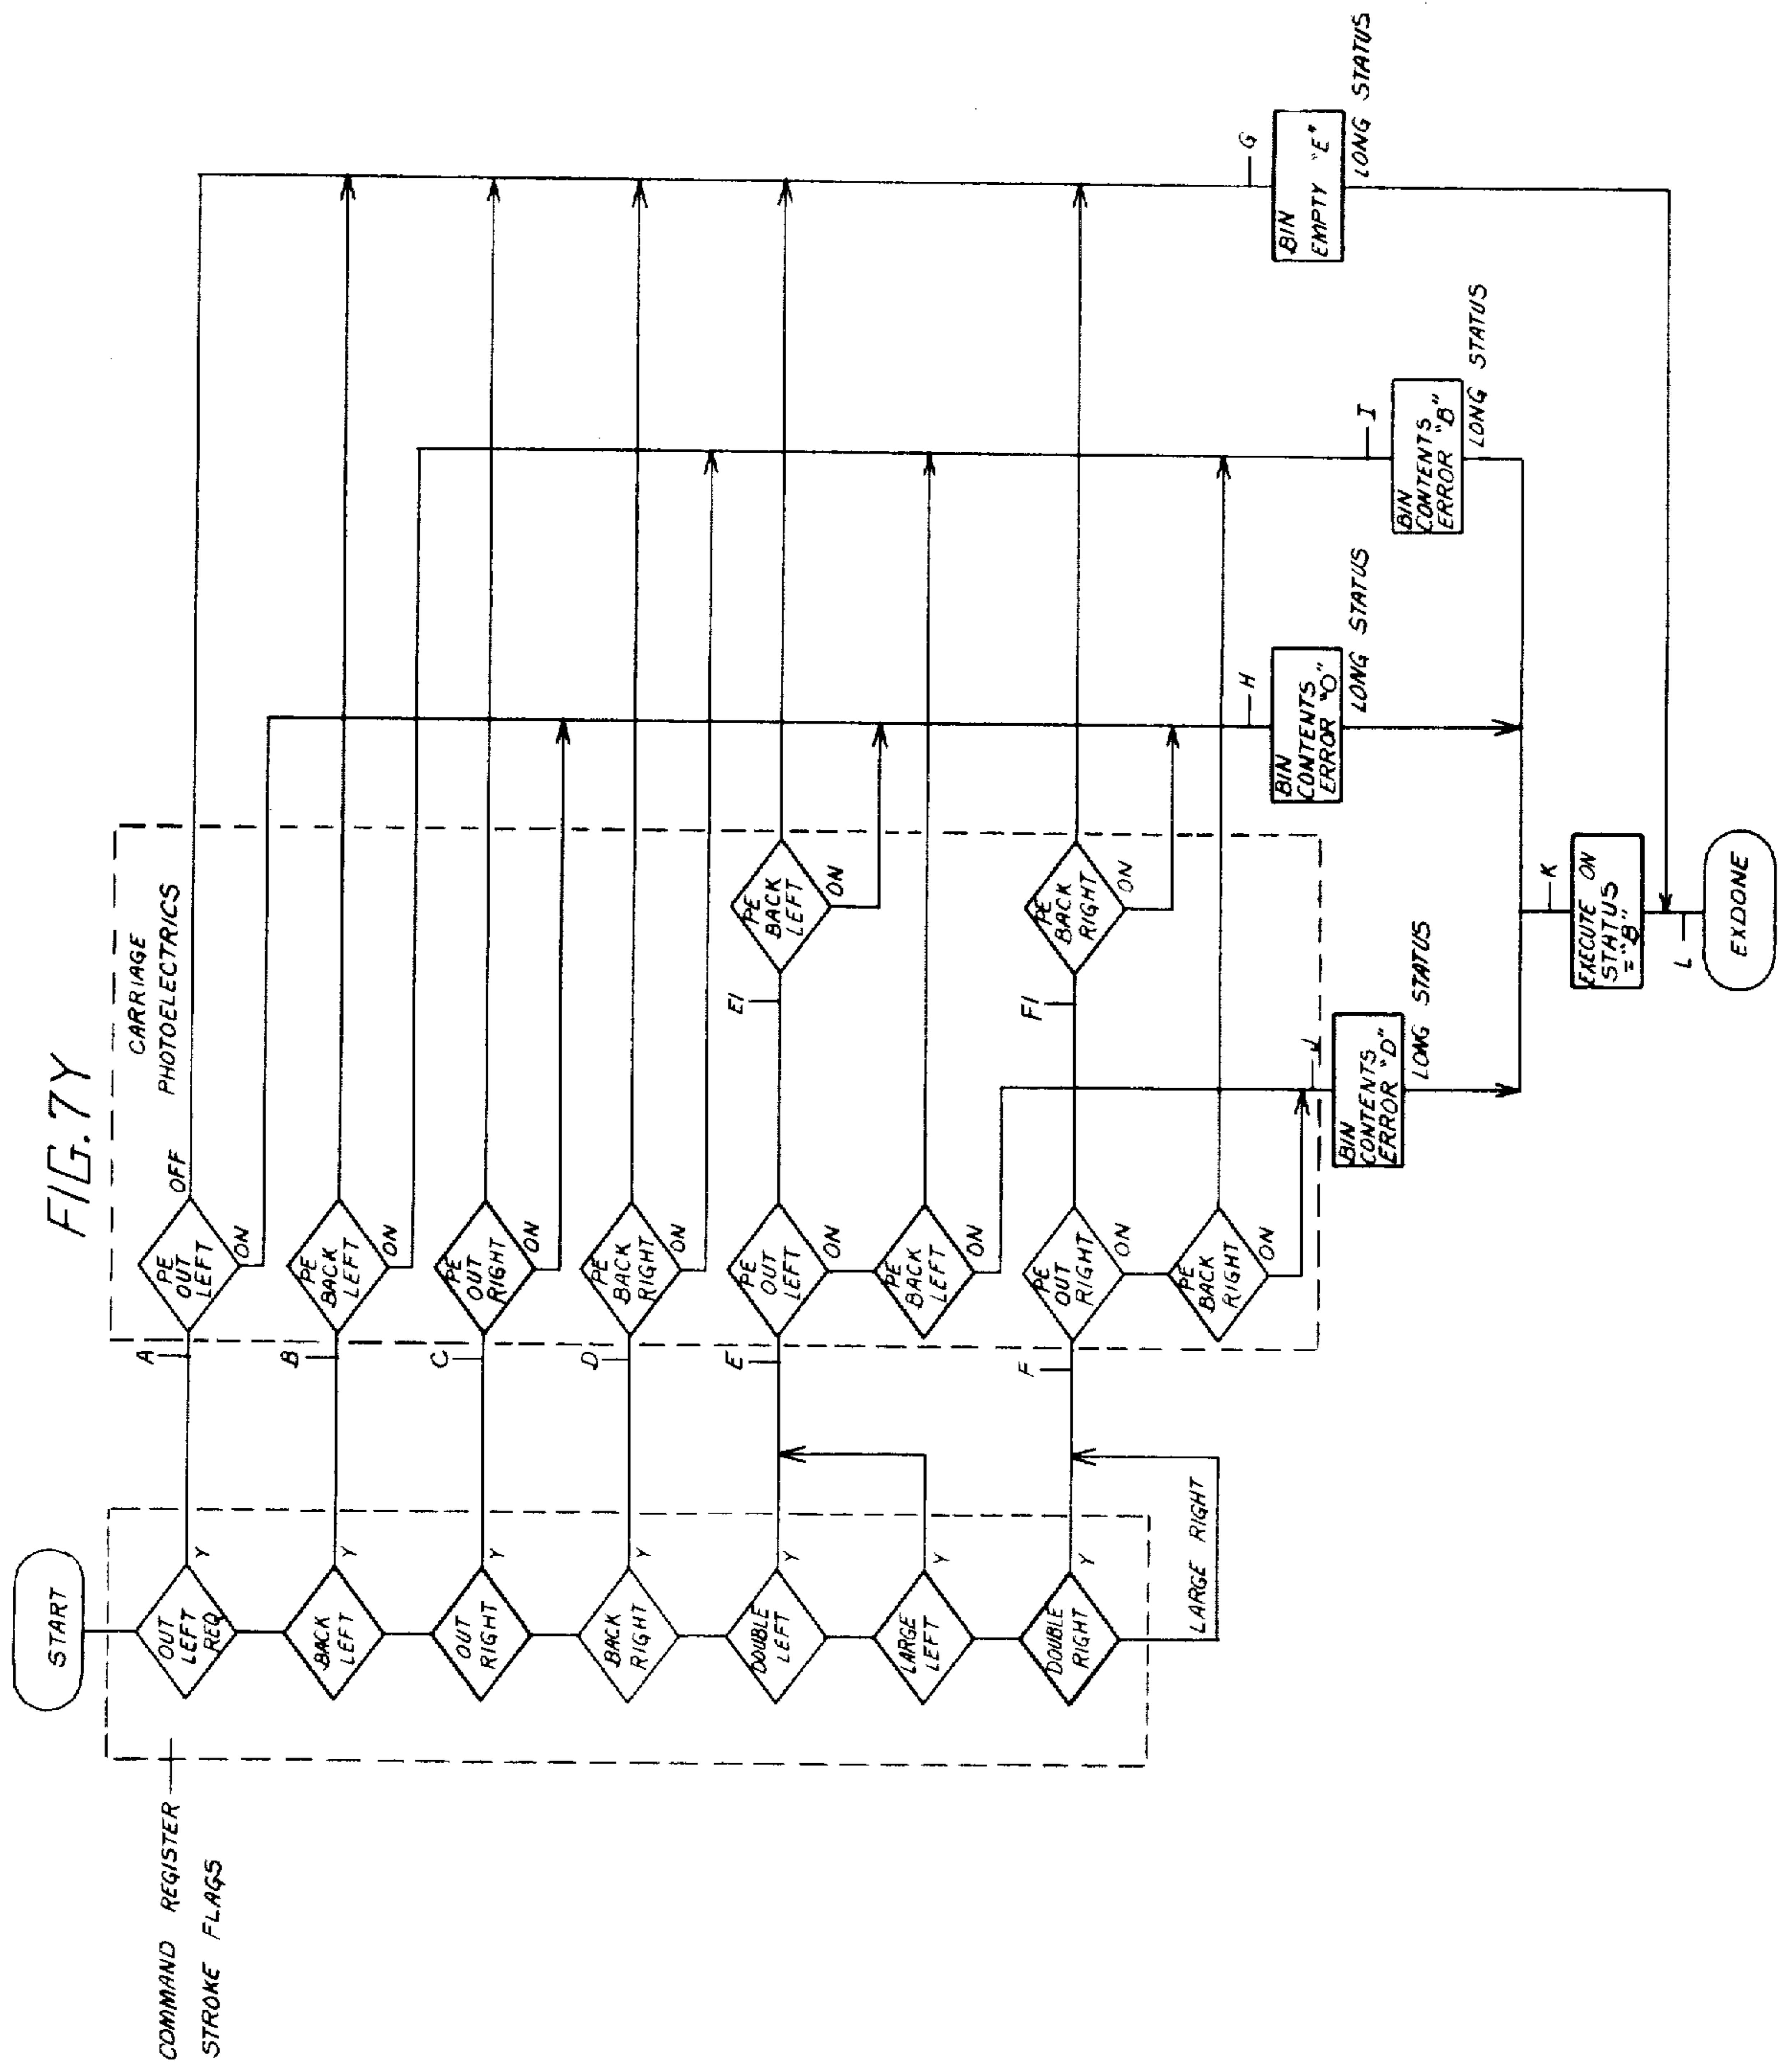 FIG. 7Y
START
COMMAND REGISTER
STROKE FLAGS
OUT
LEFT
REQ
Y
BACK
LEFT
Y
OUT
RIGHT
Y
BACK
RIGHT
Y
DOUBLE
LEFT
Y
LARGE
LEFT
Y
DOUBLE
RIGHT
Y
LARGE RIGHT
A
B
C
D
E
F
CARRIAGE
PHOTOELECTRICS
OFF
PE
OUT
LEFT
ON
PE
BACK
LEFT
ON
PE
OUT
RIGHT
ON
PE
BACK
RIGHT
ON
PE
OUT
LEFT
ON
PE
BACK
LEFT
ON
PE
OUT
RIGHT
ON
PE
BACK
RIGHT
ON
E1
PE
BACK
LEFT
ON
F1
PE
BACK
RIGHT
ON
J
BIN
CONTENTS
ERROR "D"
LONG STATUS
H
BIN
CONTENTS
ERROR "O"
LONG STATUS
I
BIN
CONTENTS
ERROR "B"
LONG STATUS
G
BIN
EMPTY "E"
LONG STATUS
K
EXECUTE ON
STATUS
= "B"
L
EXDONE